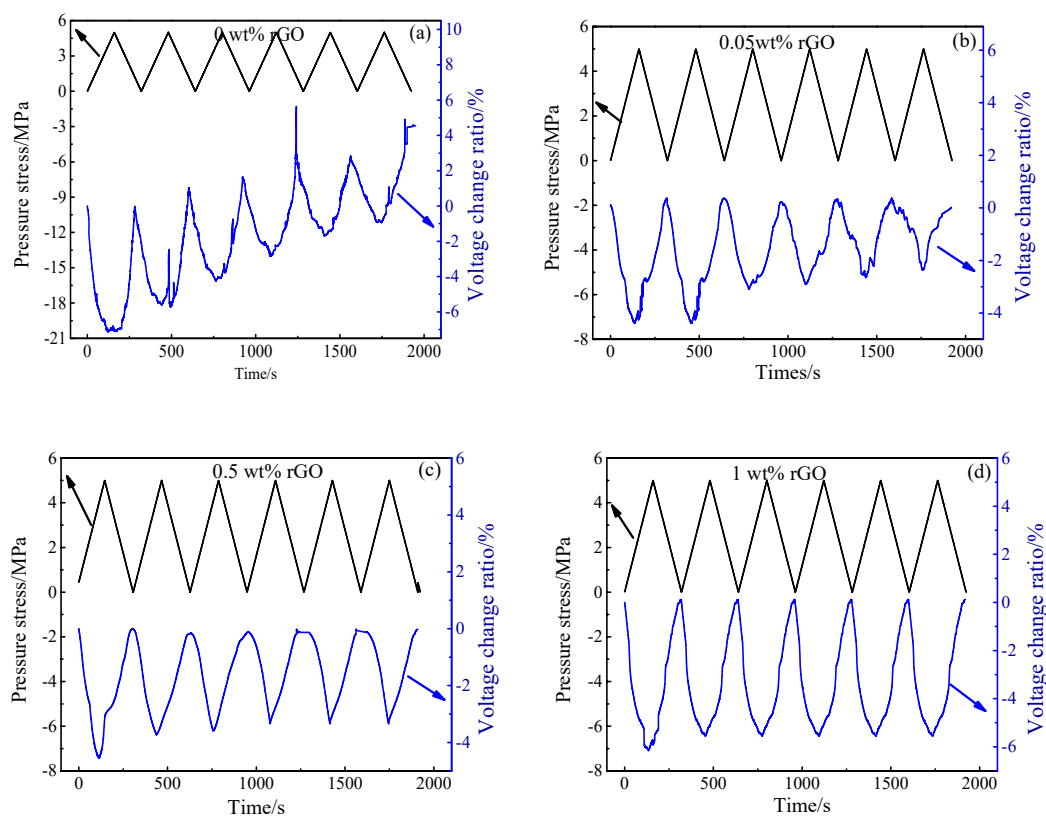 0 wt% rGO
(a)
Pressure stress/MPa
6
3
0
-3
-6
-9
-12
-15
-18
-21
10
8
6
4
2
0
-2
-4
-6
Voltage change ratio/%
0 500 1000 1500 2000
Time/s
0.05wt% rGO
(b)
Pressure stress/MPa
6
4
2
0
-2
-4
-6
-8
6
4
2
0
-2
-4
Voltage change ratio/%
0 500 1000 1500 2000
Times/s
0.5 wt% rGO
(c)
Pressure stress/MPa
6
4
2
0
-2
-4
-6
-8
6
4
2
0
-2
-4
Voltage change ratio/%
0 500 1000 1500 2000
Time/s
1 wt% rGO
(d)
Pressure stress/MPa
6
4
2
0
-2
-4
-6
-8
6
4
2
0
-2
-4
-6
Voltage change ratio/%
0 500 1000 1500 2000
Time/s